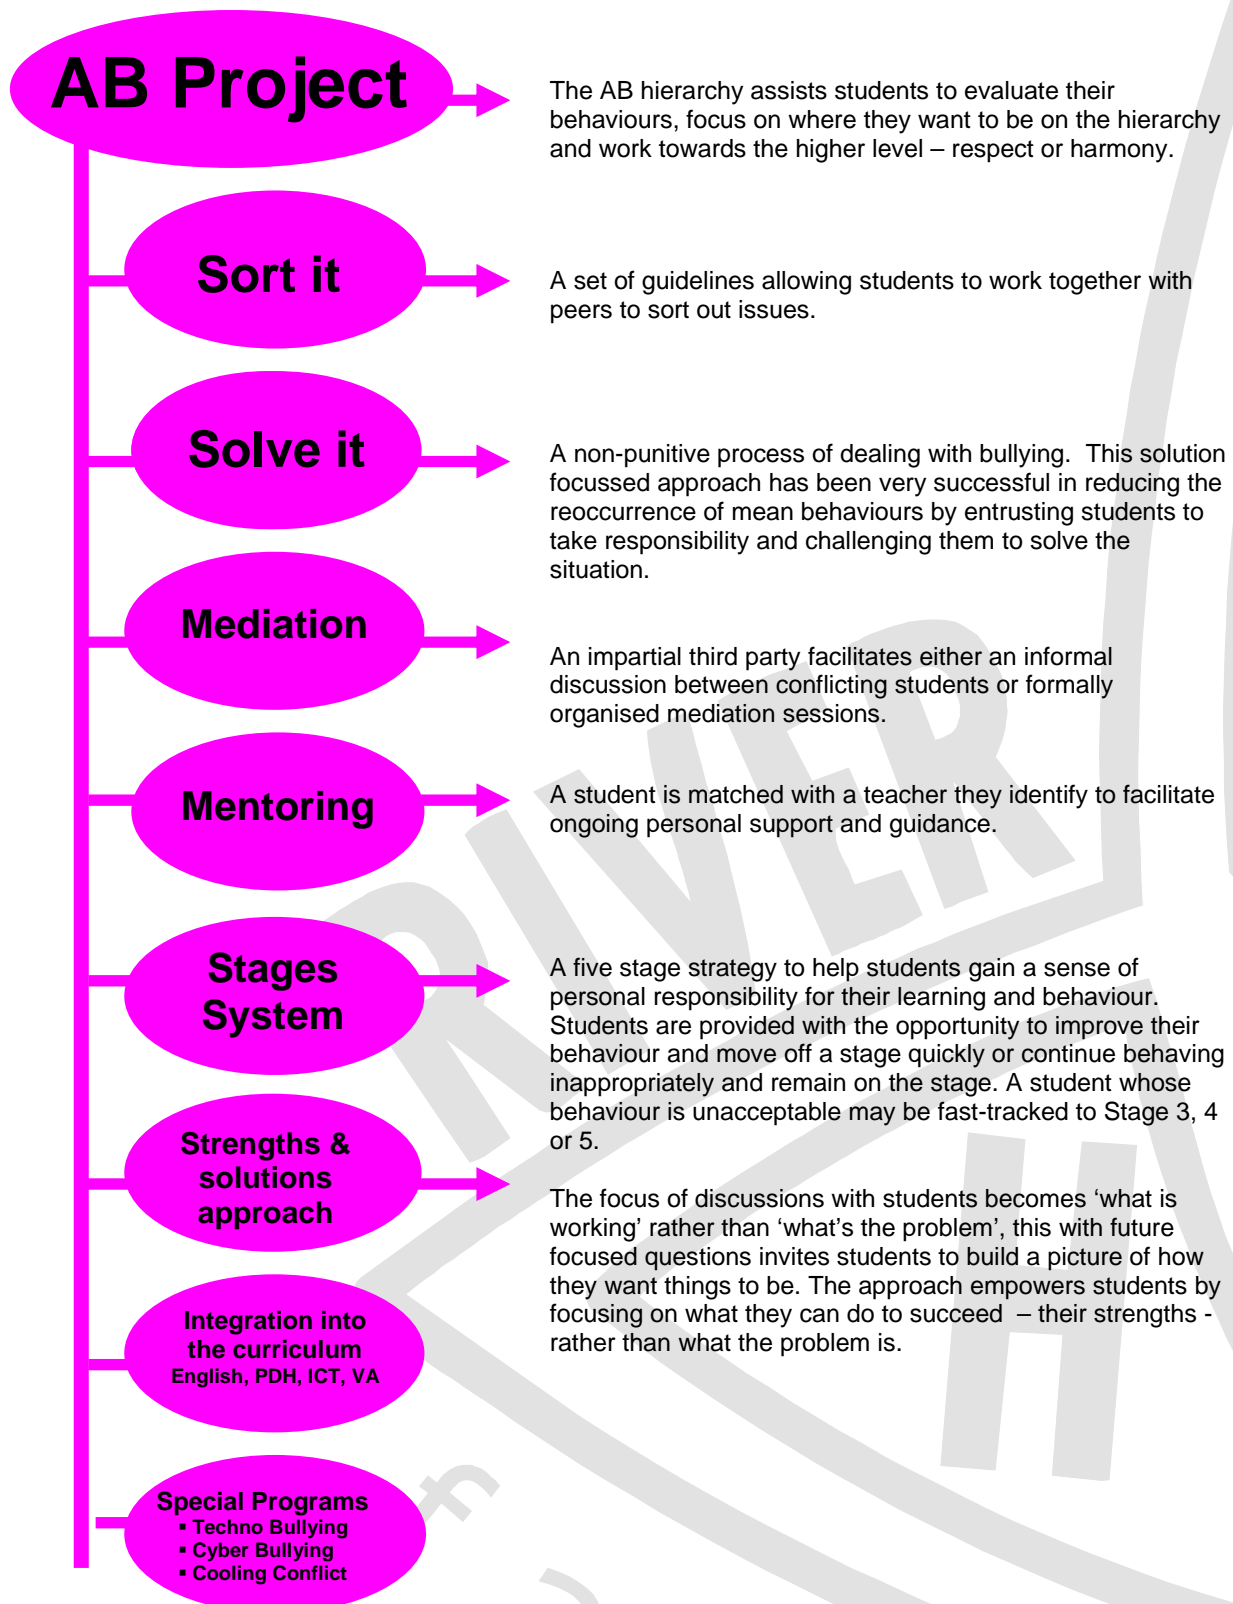 AB Project
The AB hierarchy assists students to evaluate their
behaviours, focus on where they want to be on the hierarchy
and work towards the higher level – respect or harmony.
Sort it
A set of guidelines allowing students to work together with
peers to sort out issues.
Solve it
A non-punitive process of dealing with bullying.  This solution
focussed approach has been very successful in reducing the
reoccurrence of mean behaviours by entrusting students to
take responsibility and challenging them to solve the
situation.
Mediation
An impartial third party facilitates either an informal
discussion between conflicting students or formally
organised mediation sessions.
Mentoring
A student is matched with a teacher they identify to facilitate
ongoing personal support and guidance.
Stages
System
A five stage strategy to help students gain a sense of
personal responsibility for their learning and behaviour.
Students are provided with the opportunity to improve their
behaviour and move off a stage quickly or continue behaving
inappropriately and remain on the stage. A student whose
behaviour is unacceptable may be fast-tracked to Stage 3, 4
or 5.
Strengths &
solutions
approach
The focus of discussions with students becomes ‘what is
working’ rather than ‘what’s the problem’, this with future
focused questions invites students to build a picture of how
they want things to be. The approach empowers students by
focusing on what they can do to succeed  – their strengths -
rather than what the problem is.
Integration into
the curriculum
English, PDH, ICT, VA
Special Programs
▪ Techno Bullying
▪ Cyber Bullying
▪ Cooling Conflict
RIVER
H